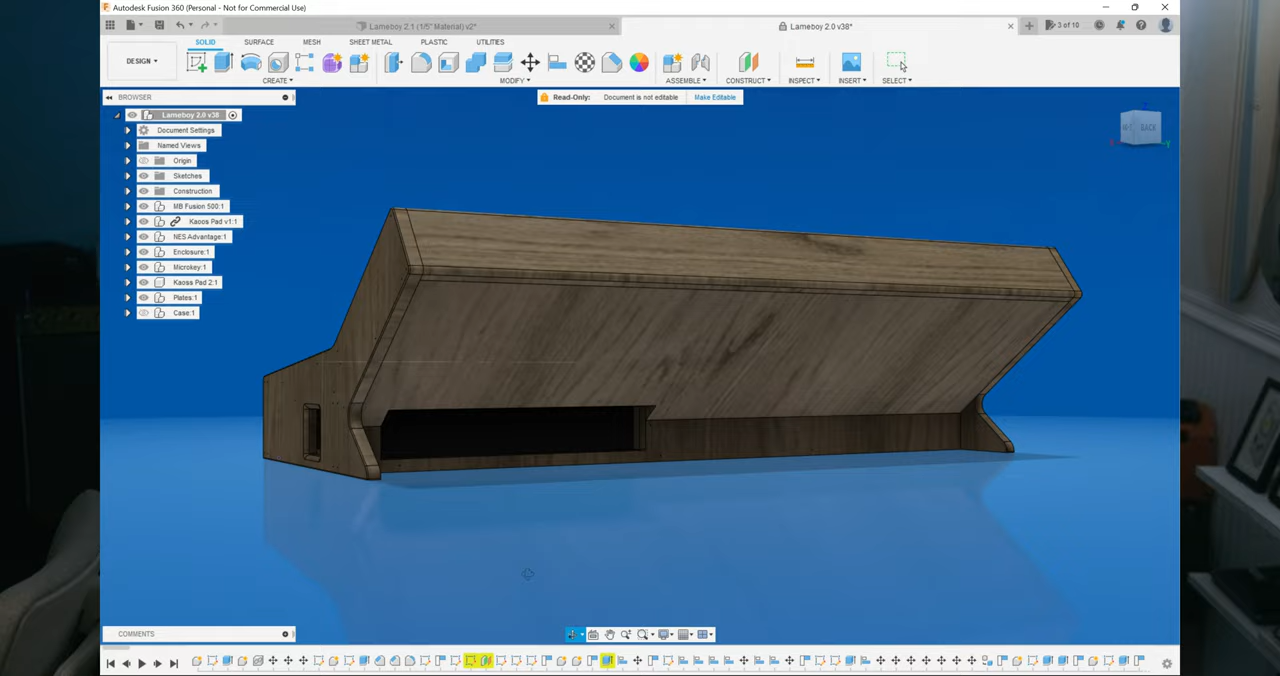 Autodesk Fusion 360 (Personal - Not for Commercial Use)
Lameboy 2.1 (1/5" Material) v2*
Lameboy 2.0 v38*
3 of 10
SOLID
SURFACE
MESH
SHEET METAL
PLASTIC
UTILITIES
DESIGN
CREATE
MODIFY
ASSEMBLE
CONSTRUCT
INSPECT
INSERT
SELECT
BROWSER
Read-Only:
Document is not editable
Make Editable
Lameboy 2.0 v38
Document Settings
Named Views
Origin
Sketches
Construction
MB Fusion 500:1
Kaoos Pad v1:1
NES Advantage:1
Enclosure:1
Microkey:1
Kaoss Pad 2:1
Plates:1
Case:1
BACK
Z
X
Y
COMMENTS